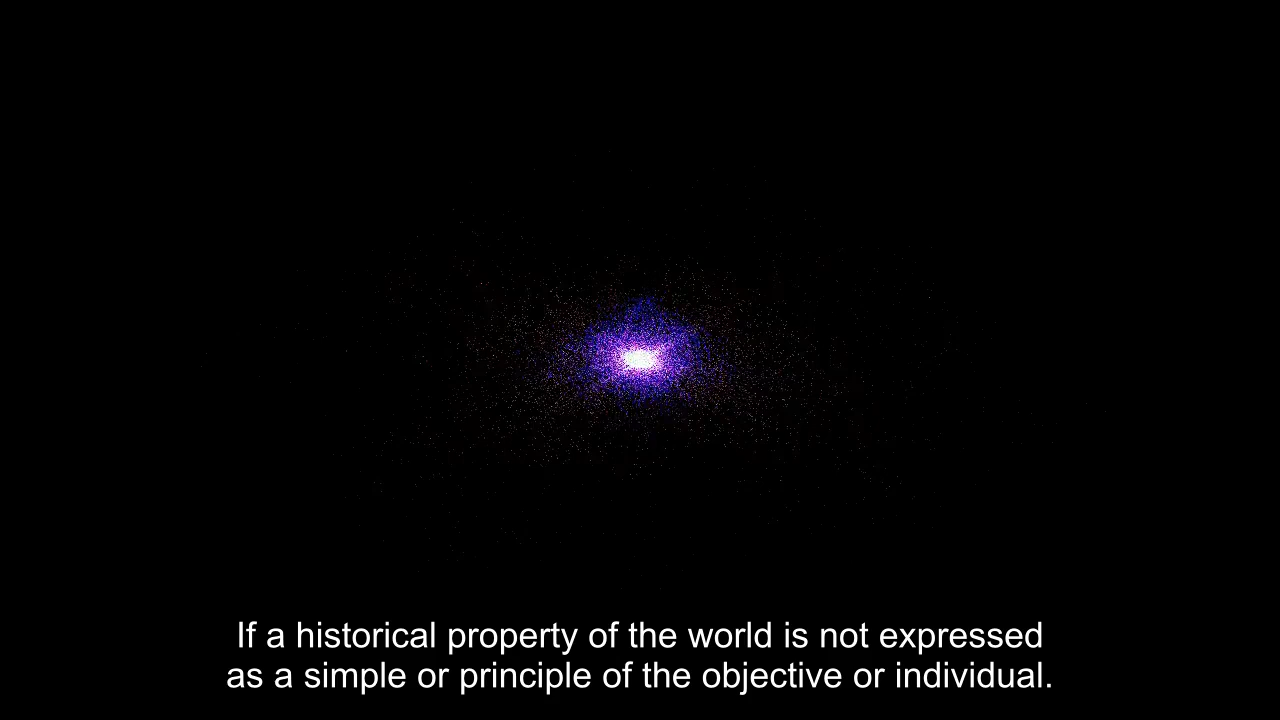 If a historical property of the world is not expressed
as a simple or principle of the objective or individual.